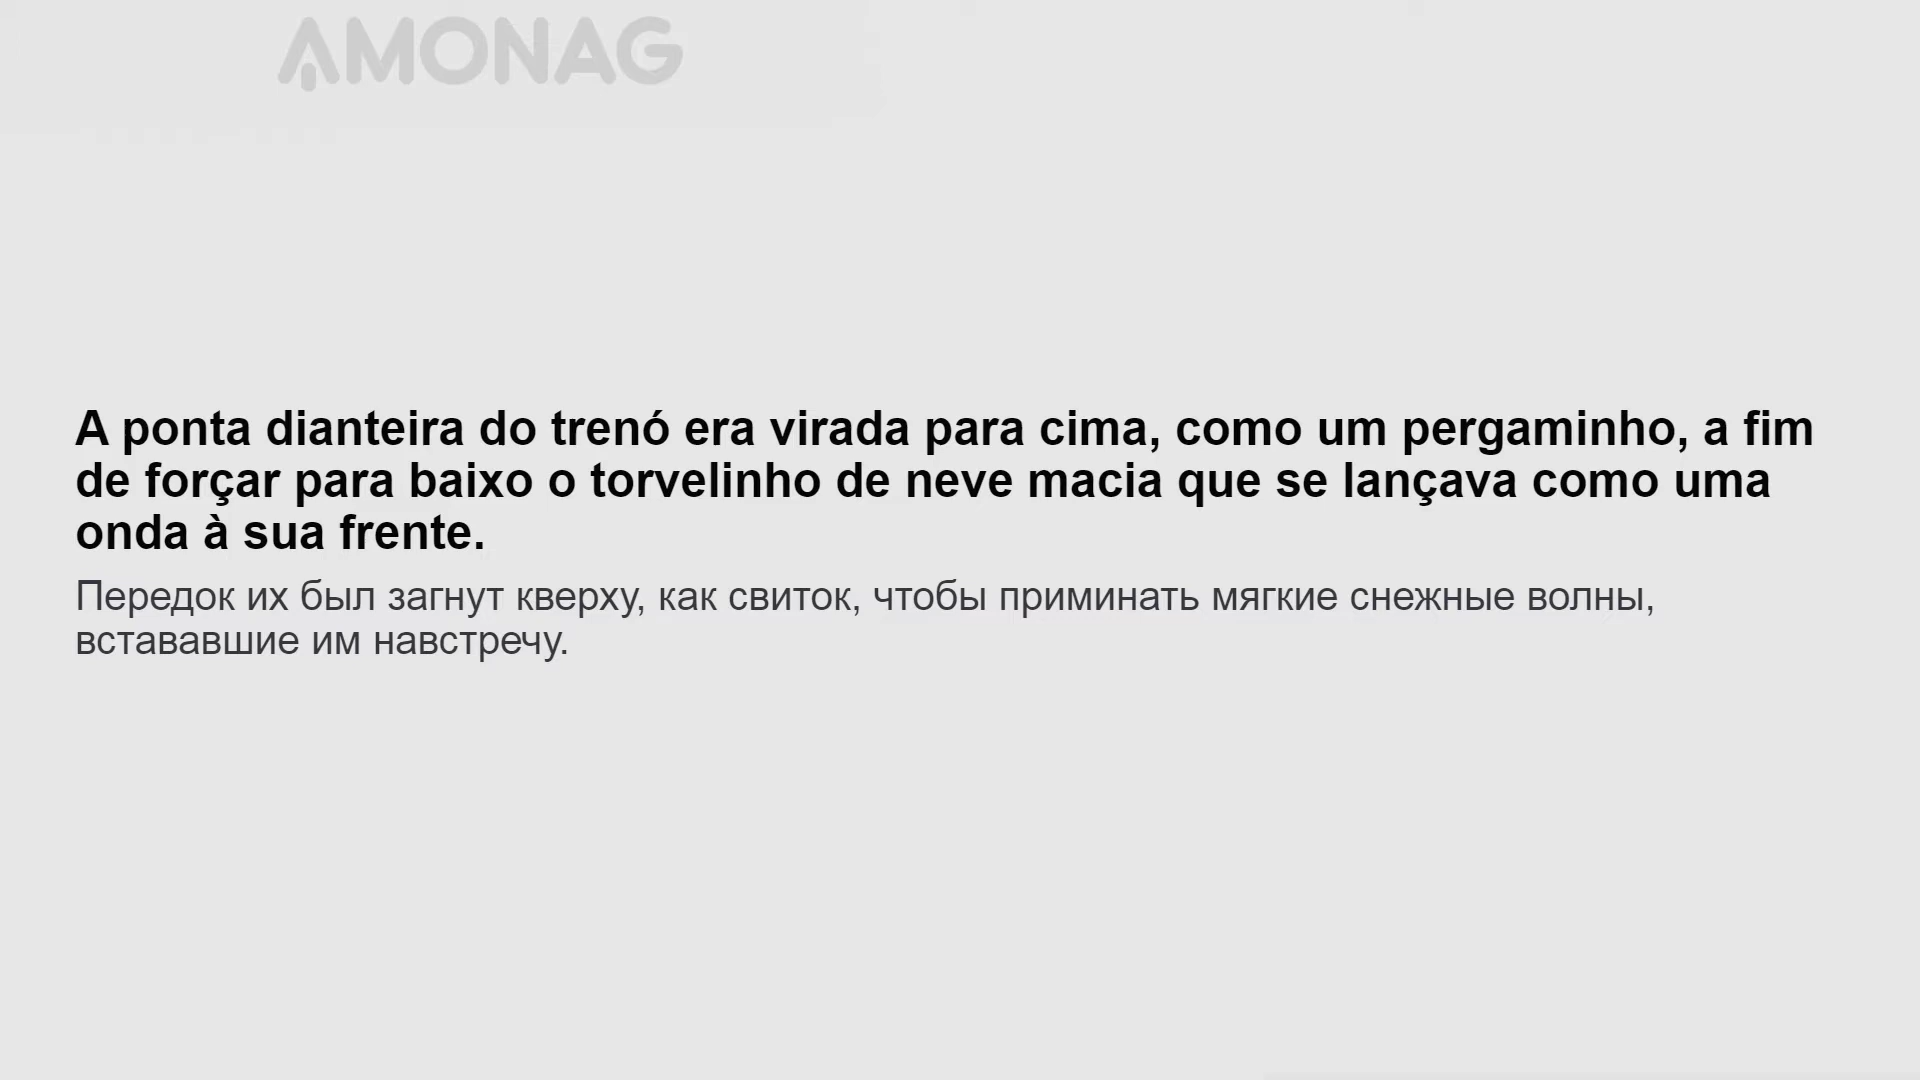 AMONAG
A ponta dianteira do trenó era virada para cima, como um pergaminho, a fim
de forçar para baixo o torvelinho de neve macia que se lançava como uma
onda à sua frente.
Передок их был загнут кверху, как свиток, чтобы приминать мягкие снежные волны,
встававшие им навстречу.